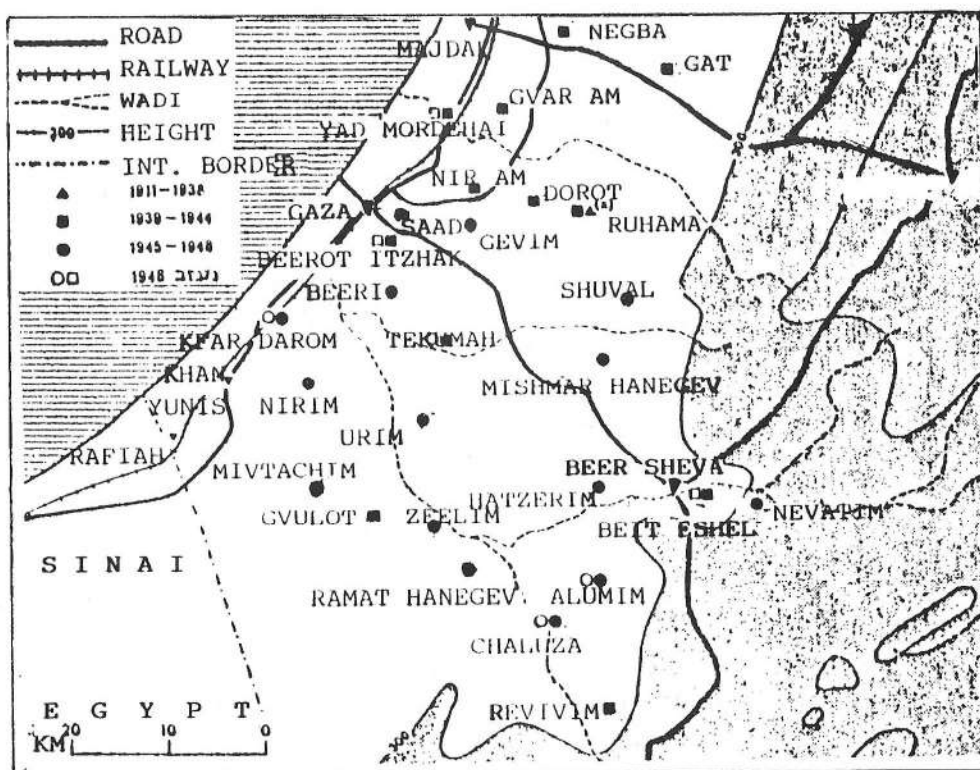 ROAD
RAILWAY
WADI
200 HEIGHT
INT. BORDER
1911-1938
1939-1944
1945-1948
1948
MAJDAL
NEGBA
GAT
GVAR AM
YAD MORDEHAI
NIR AM
DOROT
RUHAMA
GAZA
SAAD
GEVIM
BEEROT ITZHAK
BEERI
SHUVAL
KFAR DAROM
TEKUMAH
MISHMAR HANEGEV
KHAN
YUNIS
NIRIM
URIM
RAFIAH
MIVTACHIM
BEER SHEVA
HATZERIM
GVULOT
ZEELIM
BEIT ESHEL
NEVATIM
SINAI
RAMAT HANEGEV
ALUMIM
CHALUZA
REVIVIM
EGYPT
KM 20 10 0
300